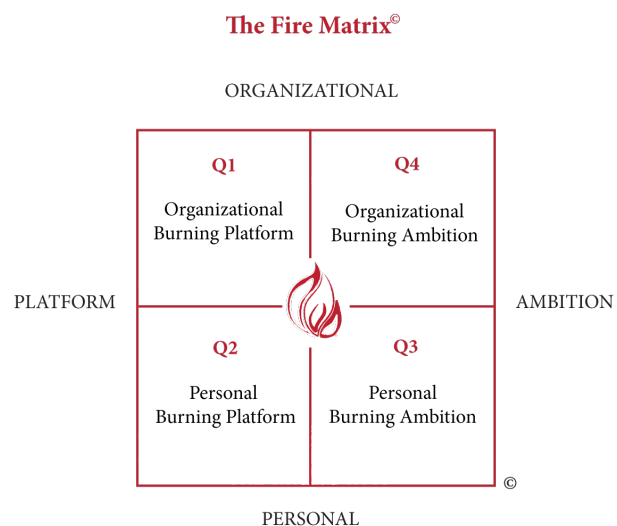 The Fire Matrix©
ORGANIZATIONAL
Q1
Organizational
Burning Platform
Q4
Organizational
Burning Ambition
PLATFORM
AMBITION
Q2
Personal
Burning Platform
Q3
Personal
Burning Ambition
©
PERSONAL